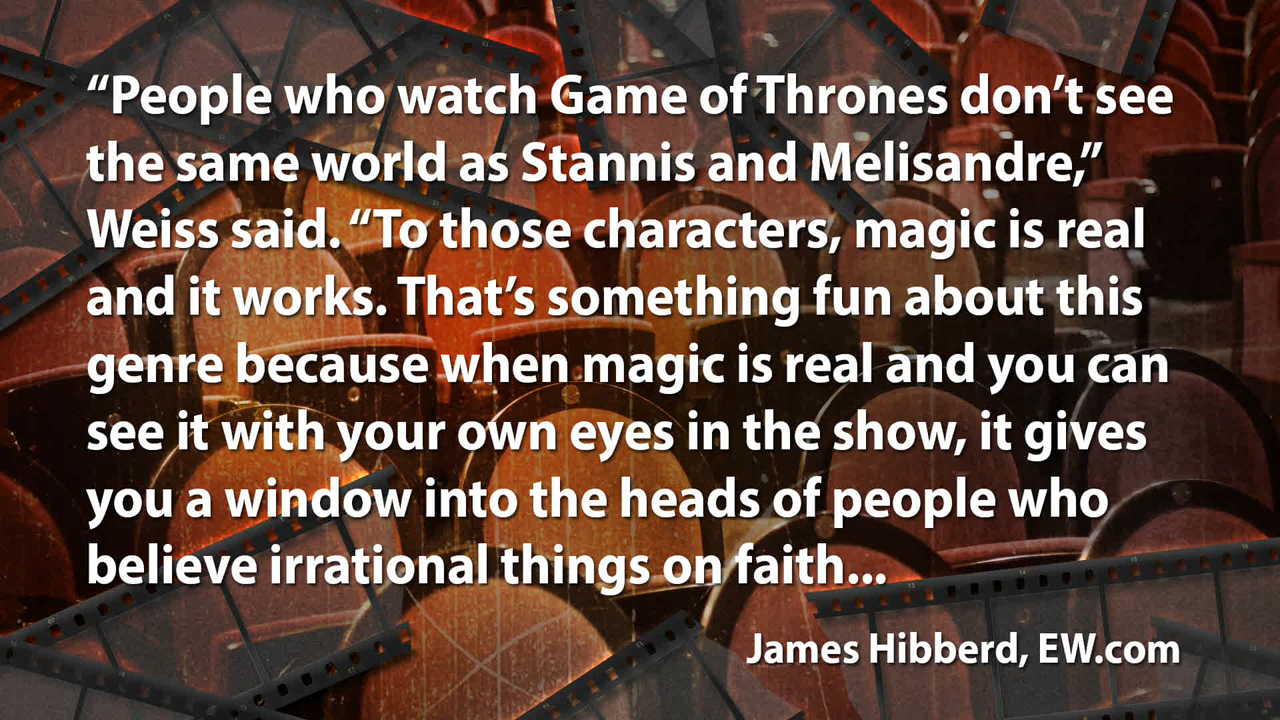 “People who watch Game of Thrones don’t see
the same world as Stannis and Melisandre,”
Weiss said. “To those characters, magic is real
and it works. That’s something fun about this
genre because when magic is real and you can
see it with your own eyes in the show, it gives
you a window into the heads of people who
believe irrational things on faith...
James Hibberd, EW.com